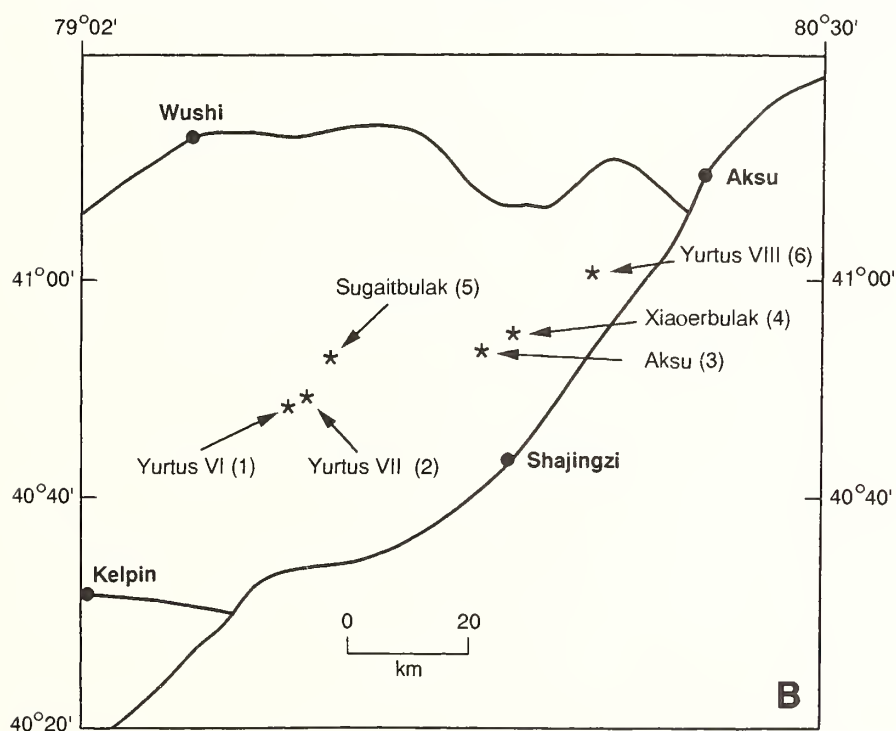 79°02'
80°30'
Wushi
Aksu
Yurtus VIII (6)
41°00'
41°00'
Sugaitbulak (5)
Xiaoerbulak (4)
Aksu (3)
Yurtus VI (1)
Yurtus VII (2)
Shajingzi
40°40'
40°40'
Kelpin
0 20
km
B
40°20'